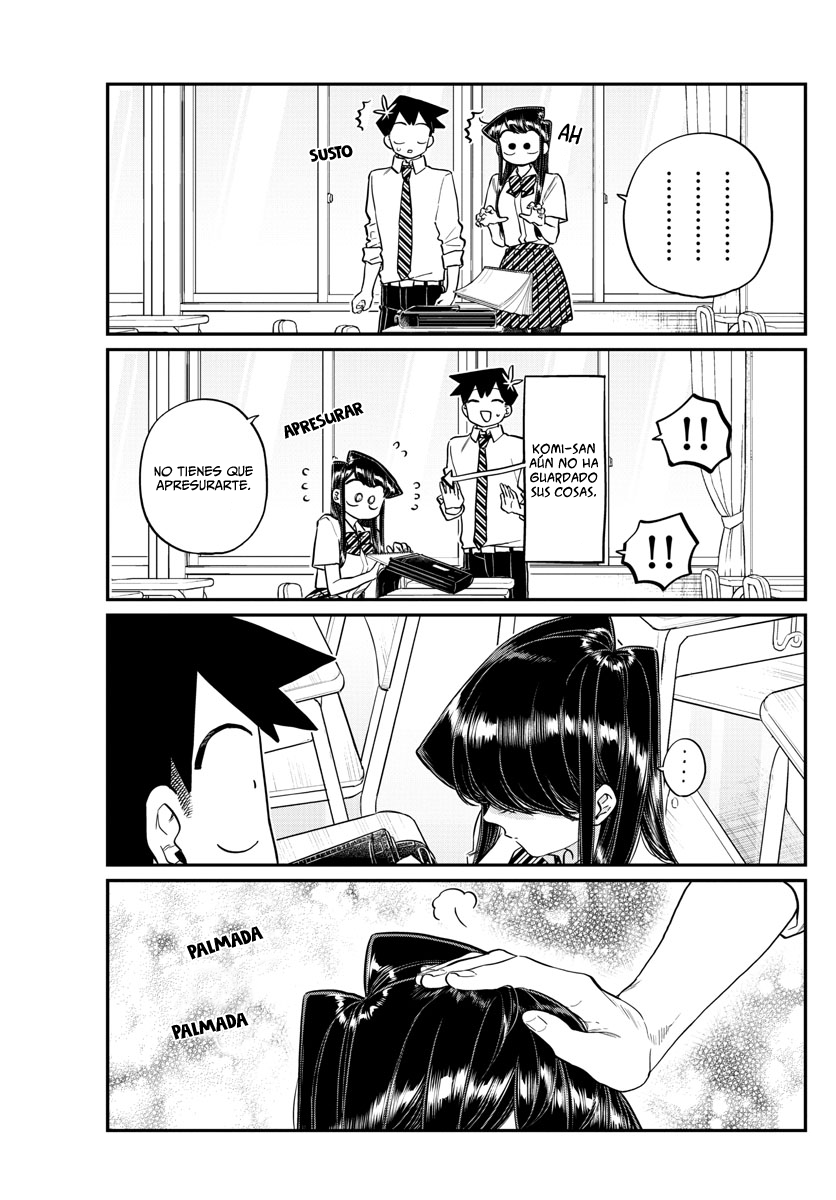 AH
SUSTO
!!
!!
KOMI-SAN
AÚN NO HA
GUARDADO
SUS COSAS.
APRESURAR
NO TIENES QUE
APRESURARTE.
....
PALMADA
PALMADA